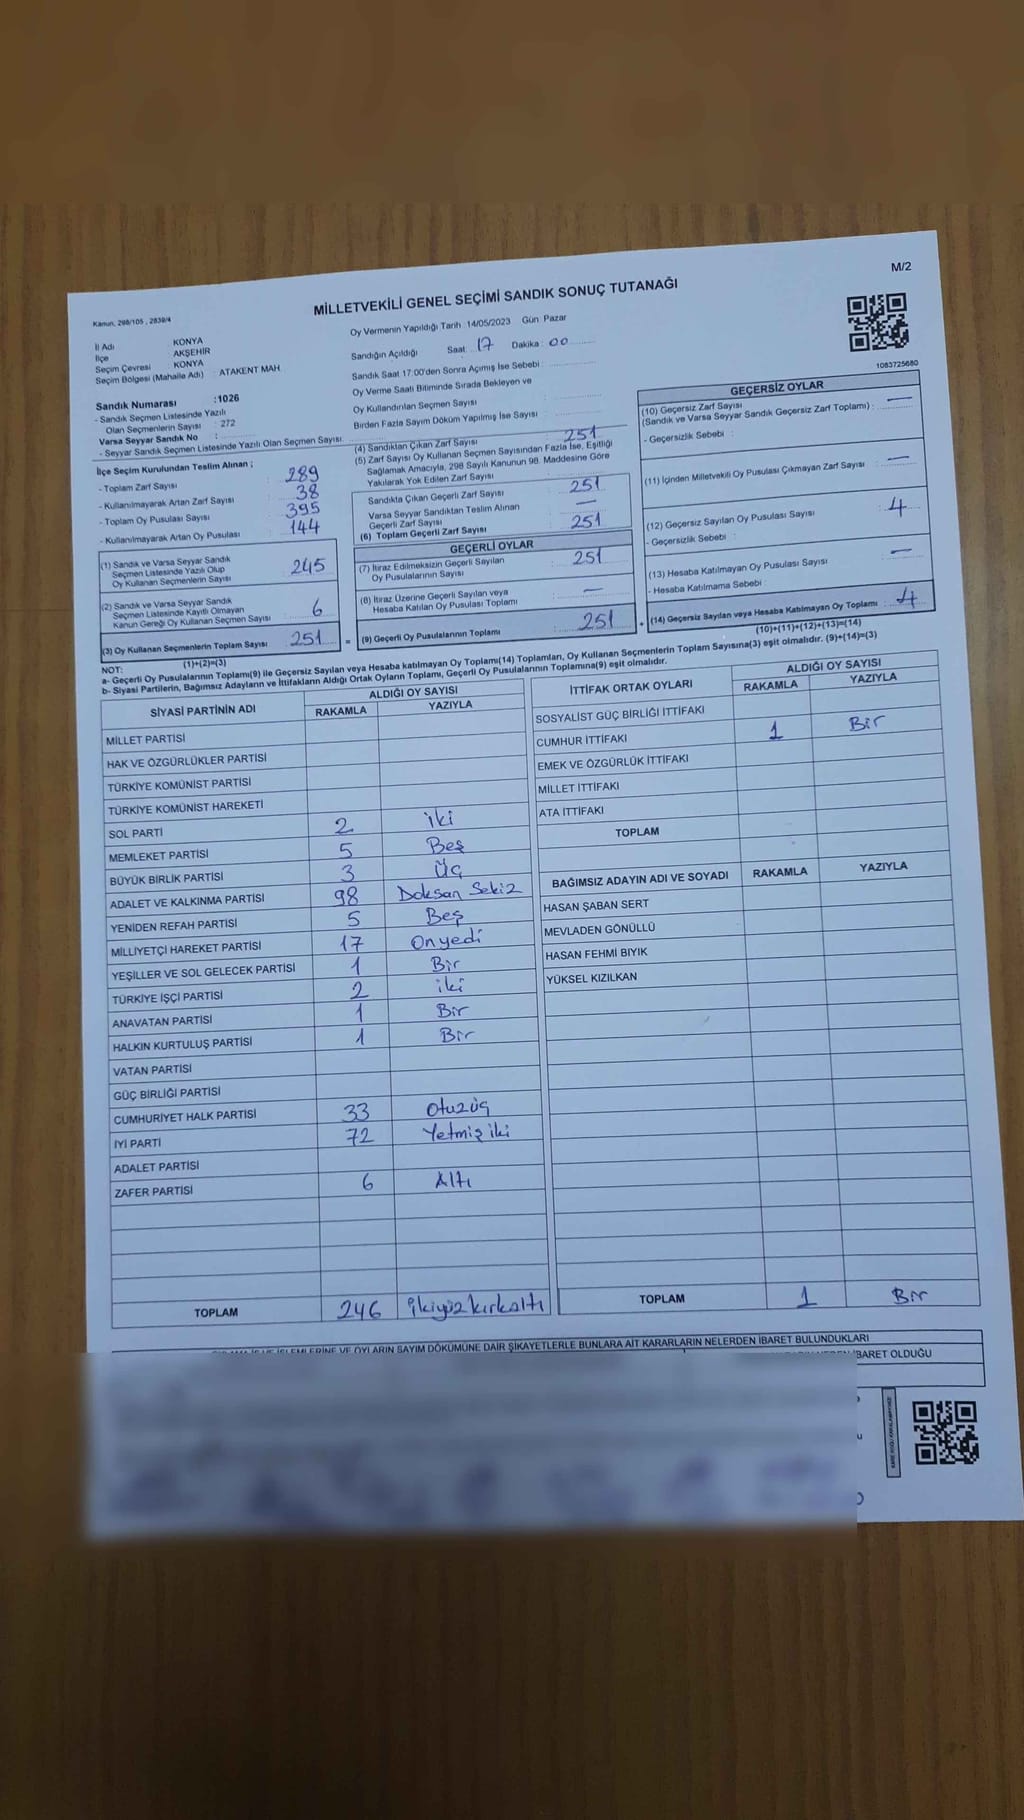 M/2
MİLLETVEKİLİ GENEL SEÇİMİ SANDIK SONUÇ TUTANAĞI
Kanun, 298/105 , 2839/4
İl Adı : KONYA
İlçe : AKŞEHİR
Seçim Çevresi : KONYA
Seçim Bölgesi (Mahalle Adı) : ATAKENT MAH
Sandık Numarası : 1026
- Sandık Seçmen Listesinde Yazılı
Olan Seçmenlerin Sayısı : 272
Varsa Seyyar Sandık No :
- Seyyar Sandık Seçmen Listesinde Yazılı Olan Seçmen Sayısı
Oy Vermenin Yapıldığı Tarih : 14/05/2023 Gün: Pazar
Sandığın Açıldığı Saat : 17 Dakika : 00
Sandık Saat 17:00'den Sonra Açımış İse Sebebi :
Oy Verme Saati Bitiminde Sırada Bekleyen ve
Oy Kullandırılan Seçmen Sayısı :
Birden Fazla Sayım Döküm Yapılmış İse Sayısı :
1083725680
İlçe Seçim Kurulundan Teslim Alınan ;
- Toplam Zarf Sayısı : 289
- Kullanılmayarak Artan Zarf Sayısı : 38
- Toplam Oy Pusulası Sayısı : 395
- Kullanılmayarak Artan Oy Pusulası : 144
(1) Sandık ve Varsa Seyyar Sandık
Seçmen Listesinde Yazılı Olup
Oy Kullanan Seçmenlerin Sayısı : 245
(2) Sandık ve Varsa Seyyar Sandık
Seçmen Listesinde Kayıtlı Olmayan
Kanun Gereği Oy Kullanan Seçmen Sayısı : 6
(3) Oy Kullanan Seçmenlerin Toplam Sayısı : 251 =
(1)+(2)=(3)
(4) Sandıktan Çıkan Zarf Sayısı : 251
(5) Zarf Sayısı Oy Kullanan Seçmen Sayısından Fazla İse, Eşitliği
Sağlamak Amacıyla, 298 Sayılı Kanunun 98. Maddesine Göre
Yakılarak Yok Edilen Zarf Sayısı :
Sandıkta Çıkan Geçerli Zarf Sayısı : 251
Varsa Seyyar Sandıktan Teslim Alınan
Geçerli Zarf Sayısı : —
(6) Toplam Geçerli Zarf Sayısı : 251
GEÇERLİ OYLAR
(7) İtiraz Edilmeksizin Geçerli Sayılan
Oy Pusulalarının Sayısı : 251
(8) İtiraz Üzerine Geçerli Sayılan veya
Hesaba Katılan Oy Pusulası Toplamı : —
(9) Geçerli Oy Pusulalarının Toplamı : 251 +
GEÇERSİZ OYLAR
(10) Geçersiz Zarf Sayısı
(Sandık ve Varsa Seyyar Sandık Geçersiz Zarf Toplamı) : —
- Geçersizlik Sebebi :
(11) İçinden Milletvekili Oy Pusulası Çıkmayan Zarf Sayısı : —
(12) Geçersiz Sayılan Oy Pusulası Sayısı : 4
- Geçersizlik Sebebi :
(13) Hesaba Katılmayan Oy Pusulası Sayısı : —
- Hesaba Katılmama Sebebi :
(14) Geçersiz Sayılan veya Hesaba Katılmayan Oy Toplamı : 4
(10)+(11)+(12)+(13)=(14)
NOT:
a- Geçerli Oy Pusulalarının Toplamı(9) ile Geçersiz Sayılan veya Hesaba katılmayan Oy Toplamı(14) Toplamları, Oy Kullanan Seçmenlerin Toplam Sayısına(3) eşit olmalıdır. (9)+(14)=(3)
b- Siyasi Partilerin, Bağımsız Adayların ve İttifakların Aldığı Ortak Oyların Toplamı, Geçerli Oy Pusulalarının Toplamına(9) eşit olmalıdır.
SİYASİ PARTİNİN ADI ALDIĞI OY SAYISI
RAKAMLA YAZIYLA
MİLLET PARTİSİ
HAK VE ÖZGÜRLÜKLER PARTİSİ
TÜRKİYE KOMÜNİST PARTİSİ
TÜRKİYE KOMÜNİST HAREKETİ
SOL PARTİ 2 iki
MEMLEKET PARTİSİ 5 Beş
BÜYÜK BİRLİK PARTİSİ 3 Üç
ADALET VE KALKINMA PARTİSİ 98 Doksan Sekiz
YENİDEN REFAH PARTİSİ 5 Beş
MİLLİYETÇİ HAREKET PARTİSİ 17 Onyedi
YEŞİLLER VE SOL GELECEK PARTİSİ 1 Bir
TÜRKİYE İŞÇİ PARTİSİ 2 iki
ANAVATAN PARTİSİ 1 Bir
HALKIN KURTULUŞ PARTİSİ 1 Bir
VATAN PARTİSİ
GÜÇ BİRLİĞİ PARTİSİ
CUMHURİYET HALK PARTİSİ 33 Otuzüç
İYİ PARTİ 72 Yetmiş iki
ADALET PARTİSİ
ZAFER PARTİSİ 6 Altı
TOPLAM 246 ikiyüzkırkaltı
İTTİFAK ORTAK OYLARI ALDIĞI OY SAYISI
RAKAMLA YAZIYLA
SOSYALİST GÜÇ BİRLİĞİ İTTİFAKI
CUMHUR İTTİFAKI 1 Bir
EMEK VE ÖZGÜRLÜK İTTİFAKI
MİLLET İTTİFAKI
ATA İTTİFAKI
TOPLAM
BAĞIMSIZ ADAYIN ADI VE SOYADI RAKAMLA YAZIYLA
HASAN ŞABAN SERT
MEVLADEN GÖNÜLLÜ
HASAN FEHMİ BIYIK
YÜKSEL KIZILKAN
TOPLAM 1 Bir
VE OYLARIN SAYIM DÖKÜMÜNE DAİR ŞİKAYETLERLE BUNLARA AİT KARARLARIN NELERDEN İBARET BULUNDUKLARI
İBARET OLDUĞU